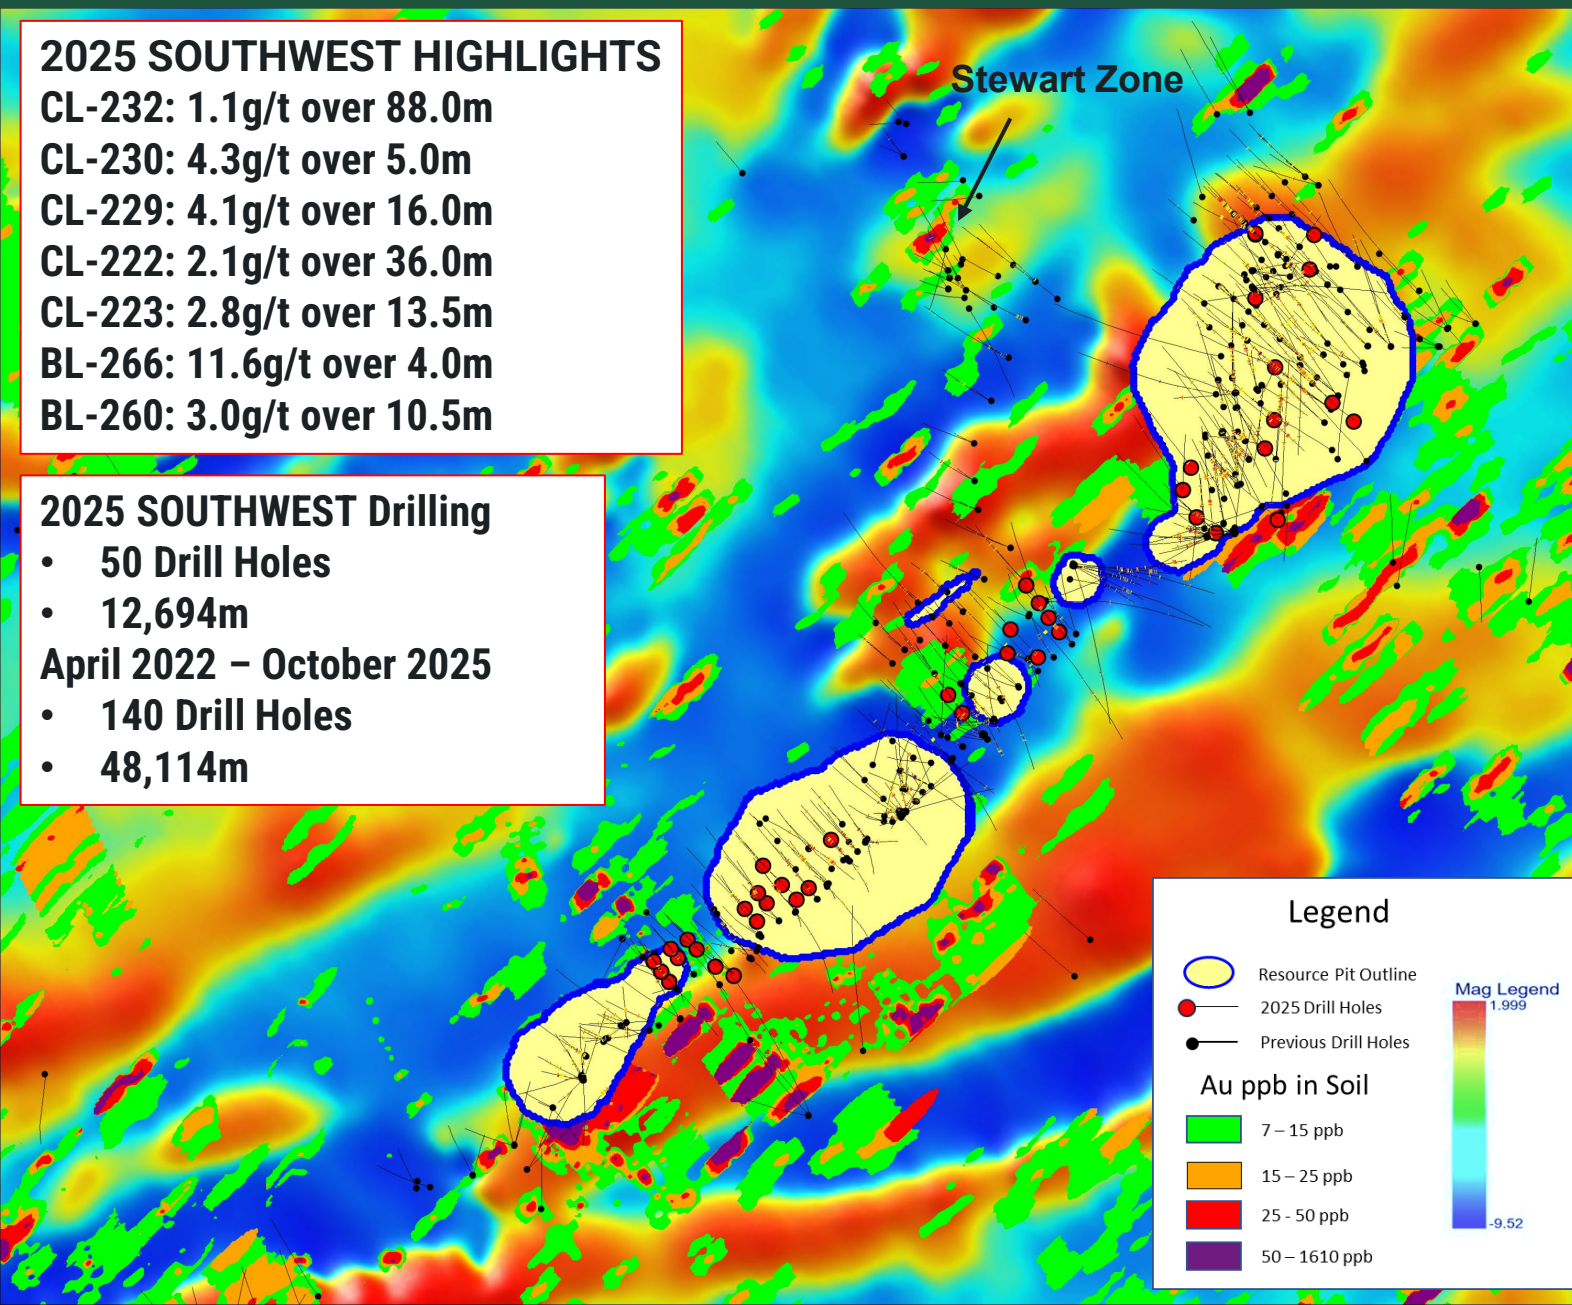 2025 SOUTHWEST HIGHLIGHTS
CL-232: 1.1g/t over 88.0m
CL-230: 4.3g/t over 5.0m
CL-229: 4.1g/t over 16.0m
CL-222: 2.1g/t over 36.0m
CL-223: 2.8g/t over 13.5m
BL-266: 11.6g/t over 4.0m
BL-260: 3.0g/t over 10.5m
2025 SOUTHWEST Drilling
• 50 Drill Holes
• 12,694m
April 2022 – October 2025
• 140 Drill Holes
• 48,114m
Stewart Zone
Legend
Resource Pit Outline
2025 Drill Holes
Previous Drill Holes
Au ppb in Soil
7 – 15 ppb
15 – 25 ppb
25 - 50 ppb
50 – 1610 ppb
Mag Legend
1.999
-9.52